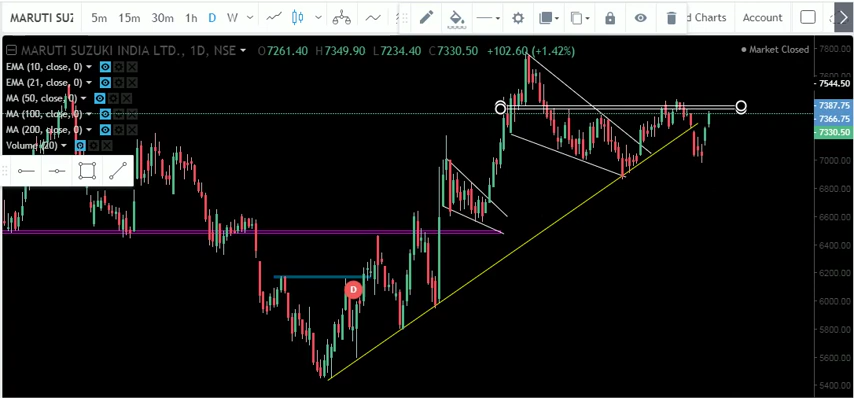 MARUTI SUZ 5m 15m 30m 1h D W d Charts Account
MARUTI SUZUKI INDIA LTD., 1D, NSE O7261.40 H7349.90 L7234.40 C7330.50 +102.60 (+1.42%) Market Closed
7800.00
EMA (10, close, 0)
EMA (21, close, 0)
7544.50
MA (50, close, 0)
7387.75
MA (100, close, 0)
7366.75
MA (200, close, 0)
7330.50
Volume (20)
7000.00
6800.00
6600.00
6400.00
6200.00
D
6000.00
5800.00
5600.00
5400.00